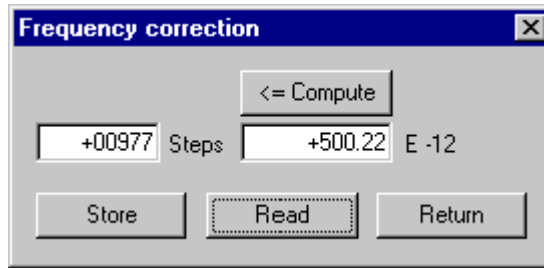 Frequency correction
<= Compute
+00977 Steps +500.22 E -12
Store Read Return